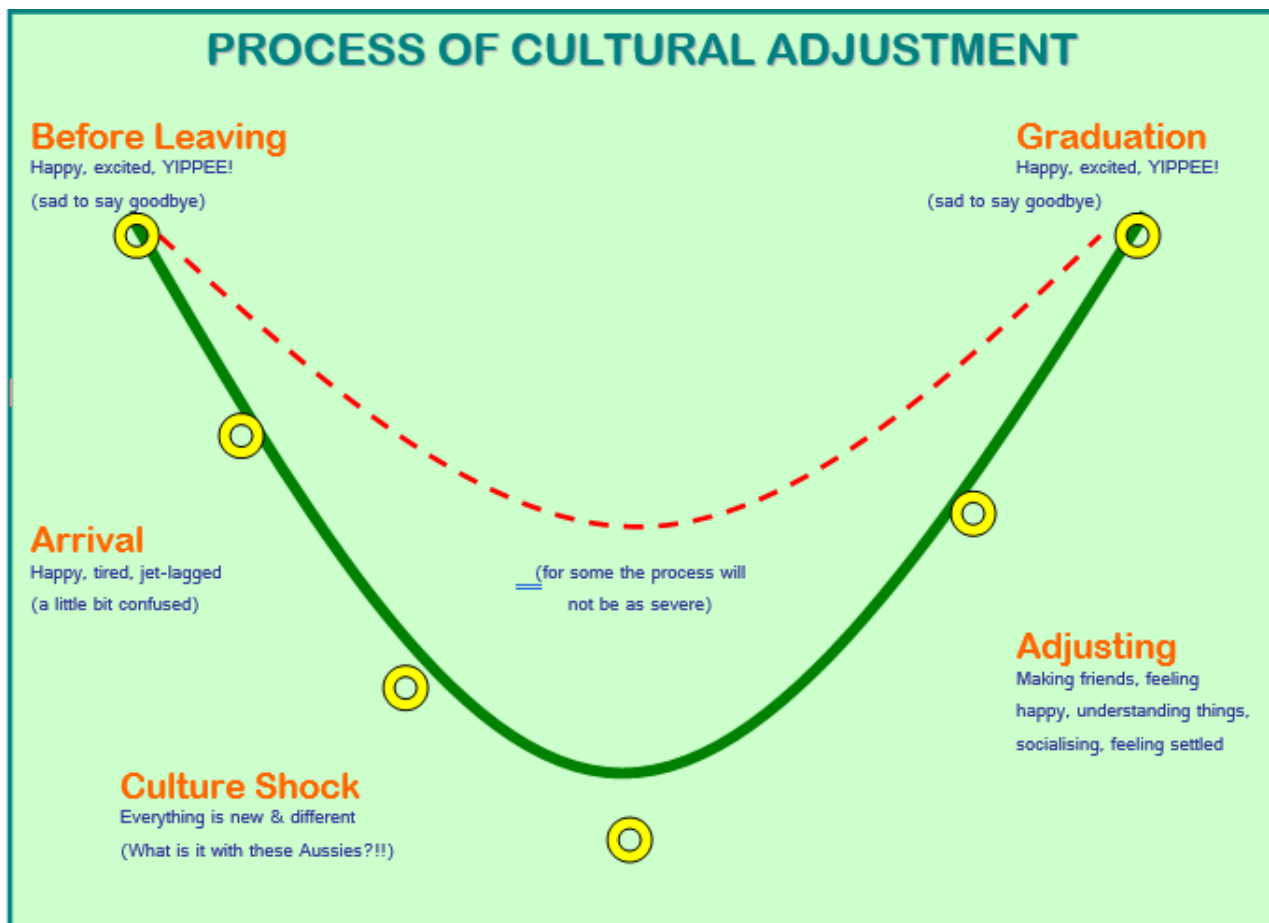 PROCESS OF CULTURAL ADJUSTMENT
Before Leaving
Happy, excited, YIPPEE!
(sad to say goodbye)
Graduation
Happy, excited, YIPPEE!
(sad to say goodbye)
Arrival
Happy, tired, jet-lagged
(a little bit confused)
(for some the process will
not be as severe)
Adjusting
Making friends, feeling
happy, understanding things,
socialising, feeling settled
Culture Shock
Everything is new & different
(What is it with these Aussies?!!)